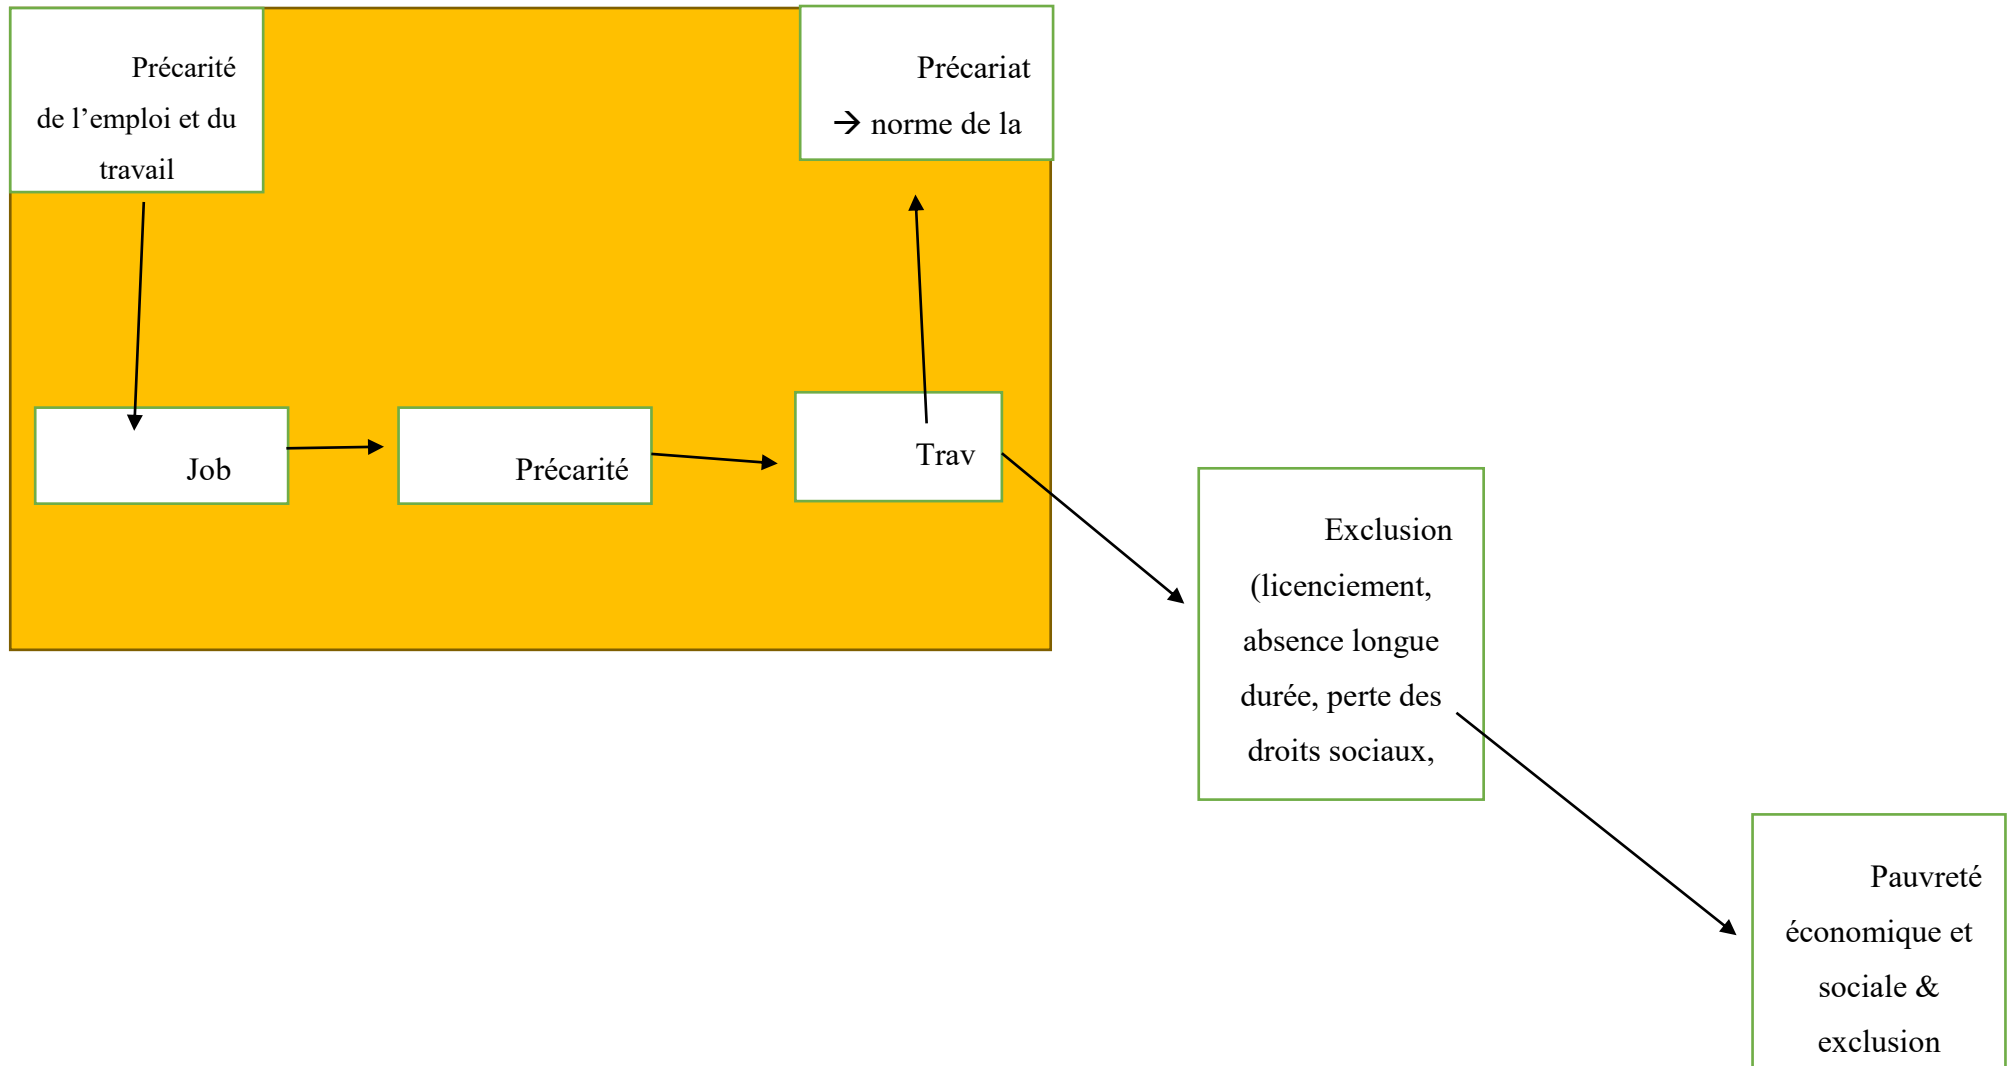 Précarité
de l’emploi et du
travail
Précariat
→ norme de la
Job
Précarité
Trav
Exclusion
(licenciement,
absence longue
durée, perte des
droits sociaux,
Pauvreté
économique et
sociale &
exclusion